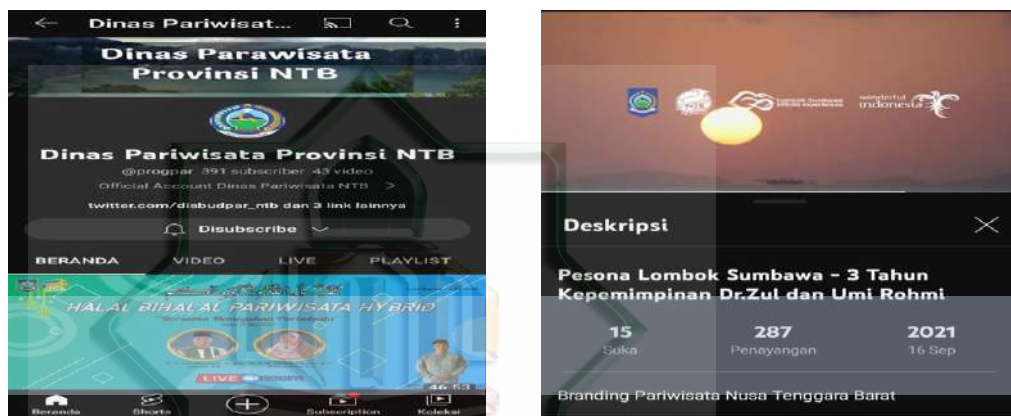 Dinas Pariwisat...
Dinas Parawisata
Provinsi NTB
Dinas Pariwisata Provinsi NTB
@progpar 391 subscriber 43 video
Official Account Dinas Pariwisata NTB >
twitter.com/disbudpar_ntb dan 3 link lainnya
Disubscribe
BERANDA VIDEO LIVE PLAYLIST
HALAL BIHALAL PARIWISATA HYBRID
LIVE
46.53
Beranda Shorts Subscription Koleksi
wonderful
indonesia
Deskripsi
Pesona Lombok Sumbawa - 3 Tahun
Kepemimpinan Dr.Zul dan Umi Rohmi
15 287 2021
Suka Penayangan 16 Sep
Branding Pariwisata Nusa Tenggara Barat